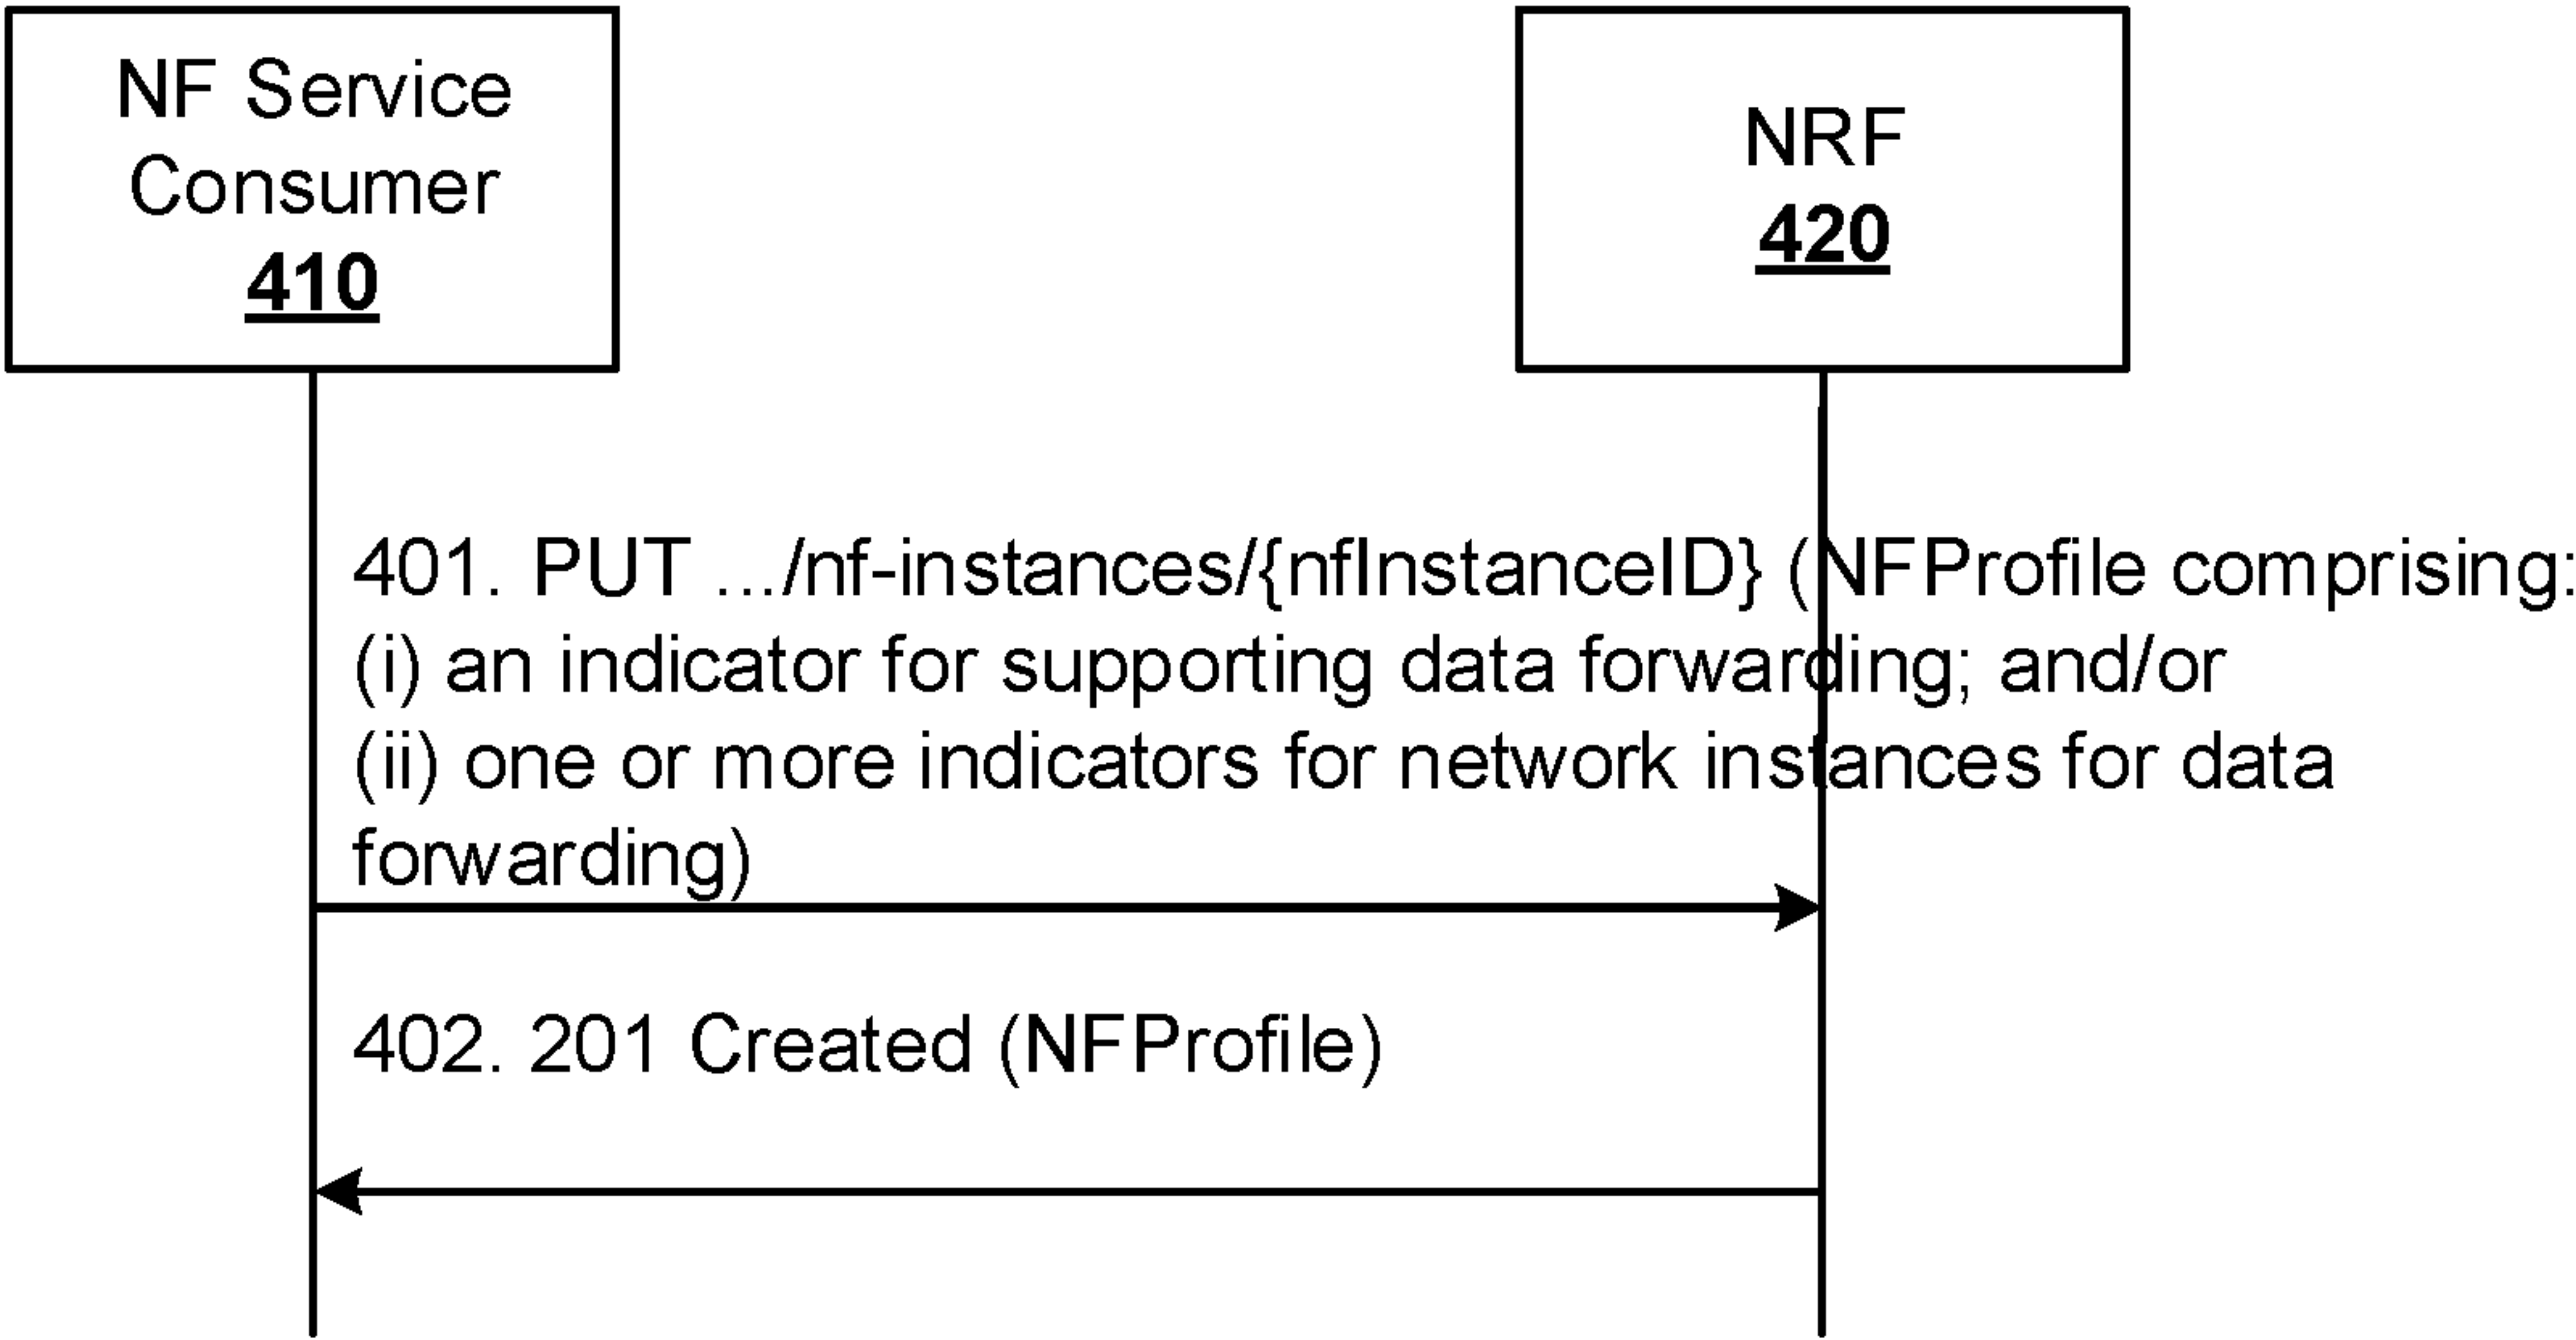 NF Service
Consumer
410
NRF
420
401. PUT .../nf-instances/{nfInstanceID} (NFProfile comprising:
(i) an indicator for supporting data forwarding; and/or
(ii) one or more indicators for network instances for data
forwarding)
402. 201 Created (NFProfile)